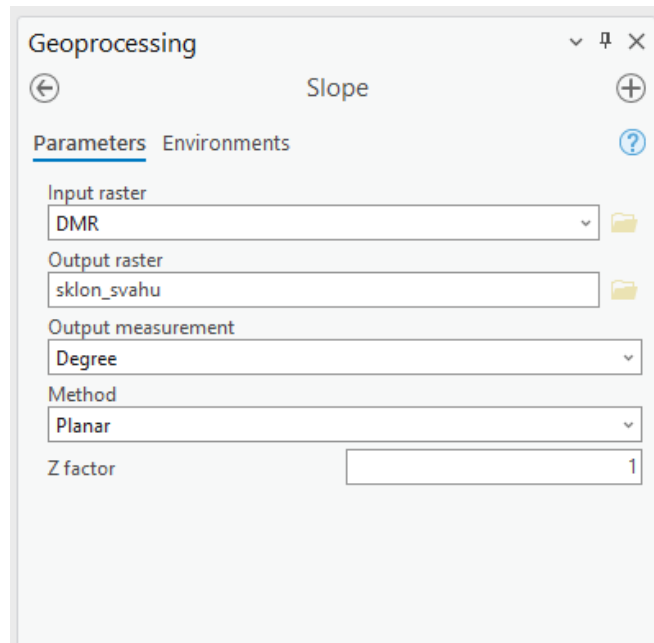 Geoprocessing
Slope
Parameters Environments
Input raster
DMR
Output raster
sklon_svahu
Output measurement
Degree
Method
Planar
Z factor 1